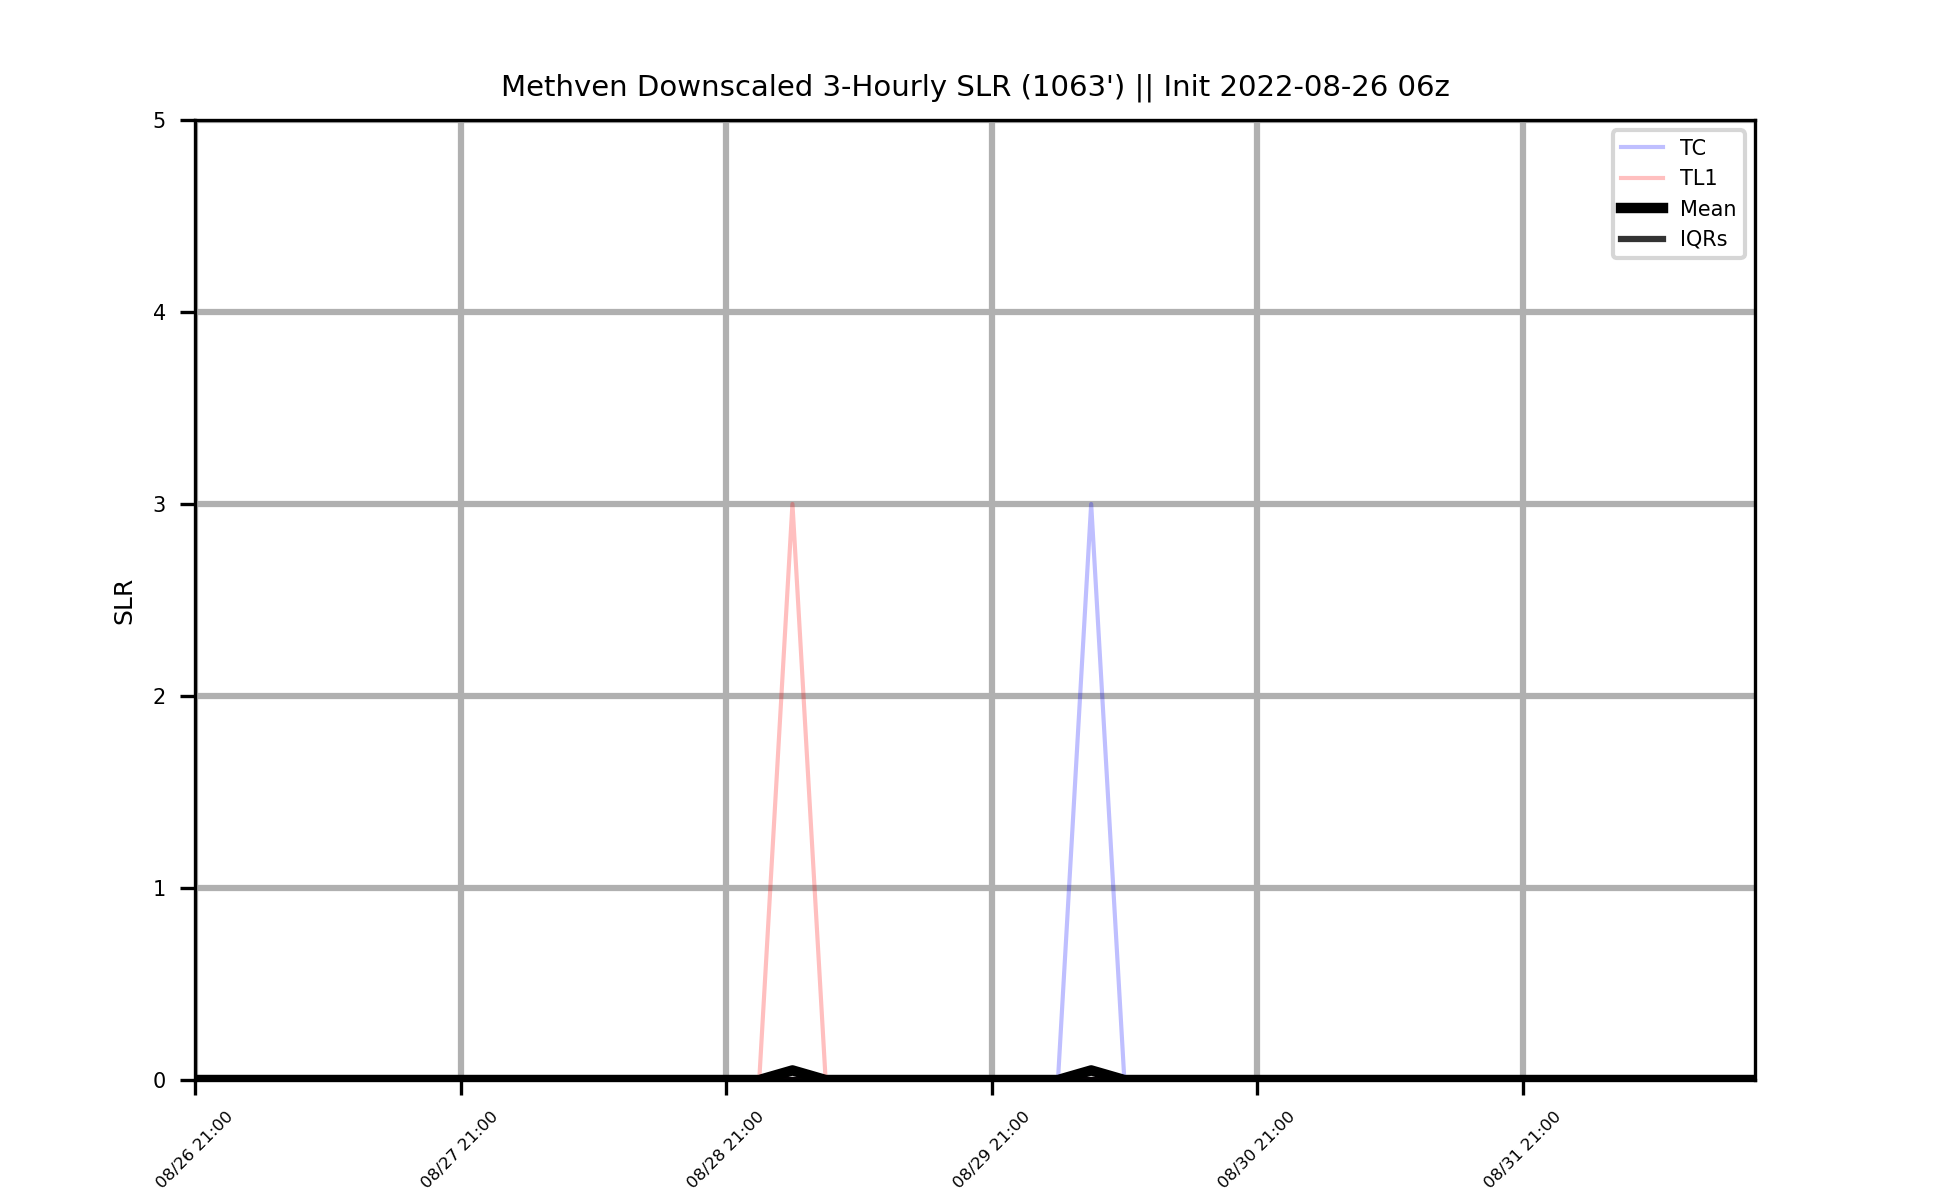 Methven Downscaled 3-Hourly SLR (1063') || Init 2022-08-26 06z
TC
TL1
Mean
IQRs
SLR
5
4
3
2
1
0
08/26 21:00
08/27 21:00
08/28 21:00
08/29 21:00
08/30 21:00
08/31 21:00